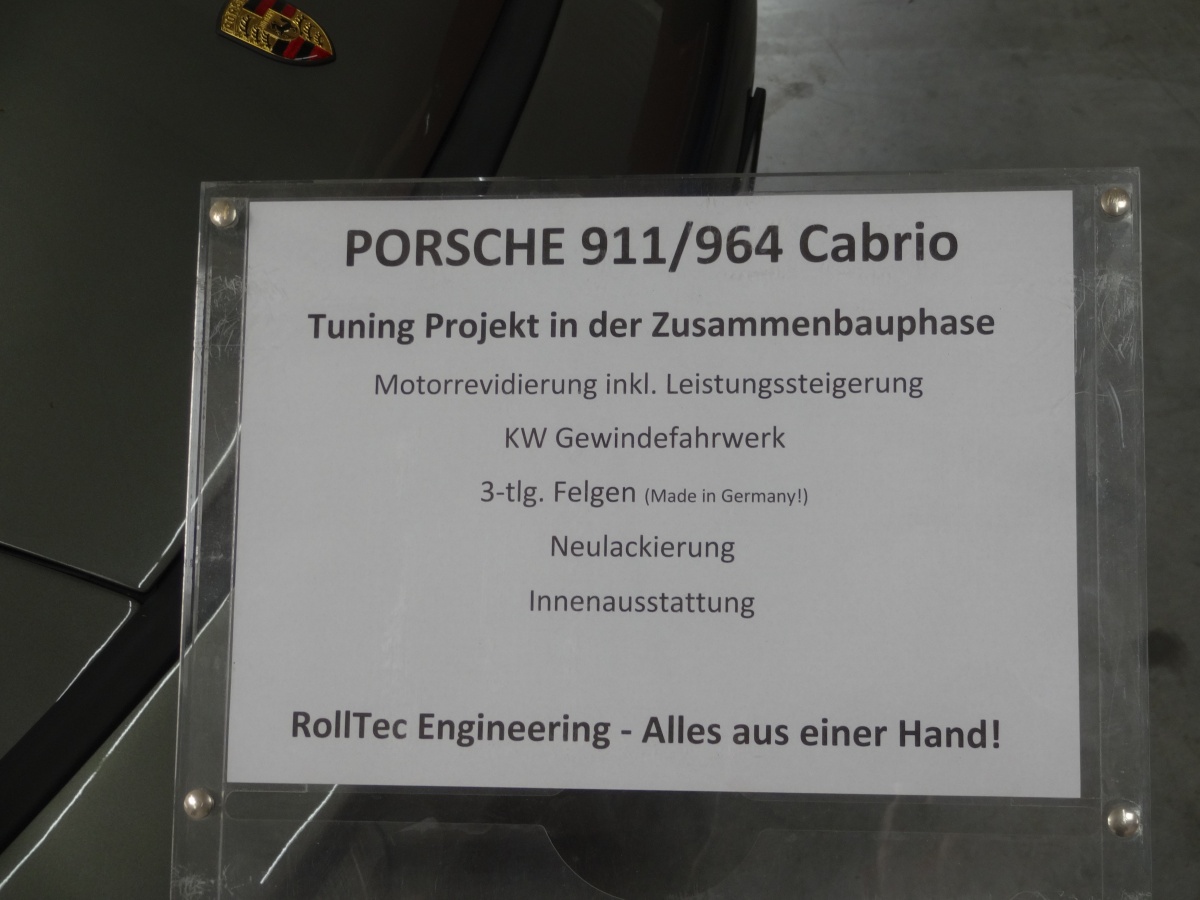 PORSCHE 911/964 Cabrio
Tuning Projekt in der Zusammenbauphase
Motorrevidierung inkl. Leistungssteigerung
KW Gewindefahrwerk
3-tlg. Felgen (Made in Germany!)
Neulackierung
Innenausstattung
RollTec Engineering - Alles aus einer Hand!